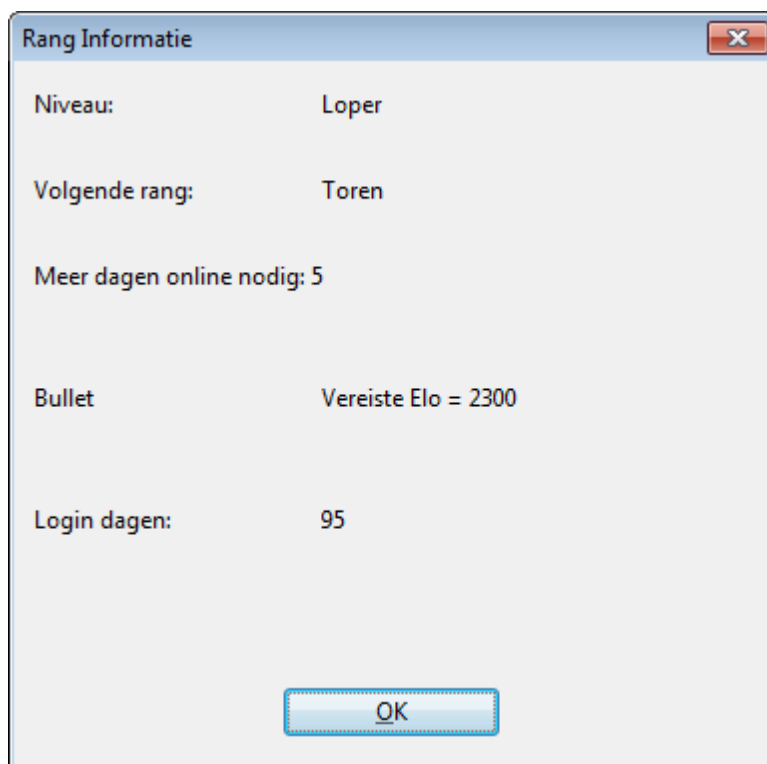 Rang Informatie
Niveau: Loper
Volgende rang: Toren
Meer dagen online nodig: 5
Bullet Vereiste Elo = 2300
Login dagen: 95
OK